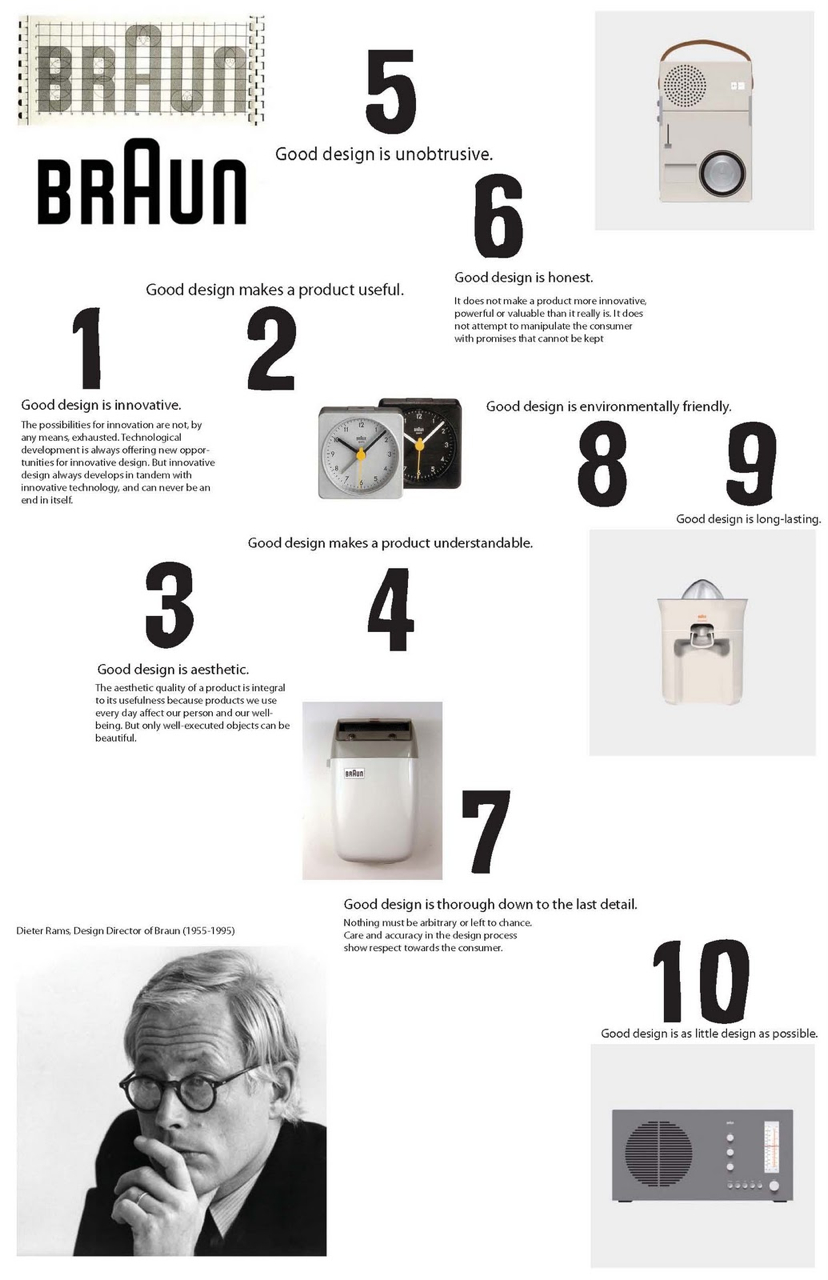 BRAUN
BRAUN
5
Good design is unobtrusive.
6
Good design is honest.
It does not make a product more innovative,
powerful or valuable than it really is. It does
not attempt to manipulate the consumer
with promises that cannot be kept
Good design makes a product useful.
1
2
Good design is innovative.
The possibilities for innovation are not, by
any means, exhausted. Technological
development is always offering new oppor-
tunities for innovative design. But innovative
design always develops in tandem with
innovative technology, and can never be an
end in itself.
Good design is environmentally friendly.
8
9
Good design is long-lasting.
Good design makes a product understandable.
3
4
Good design is aesthetic.
The aesthetic quality of a product is integral
to its usefulness because products we use
every day affect our person and our well-
being. But only well-executed objects can be
beautiful.
BRAUN
7
Good design is thorough down to the last detail.
Nothing must be arbitrary or left to chance.
Care and accuracy in the design process
show respect towards the consumer.
Dieter Rams, Design Director of Braun (1955-1995)
10
Good design is as little design as possible.